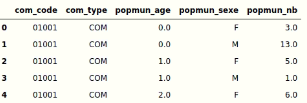 com_code com_type popmun_age popmun_sexe popmun_nb
0 01001 COM 0.0 F 3.0
1 01001 COM 0.0 M 13.0
2 01001 COM 1.0 F 5.0
3 01001 COM 1.0 M 1.0
4 01001 COM 2.0 F 6.0